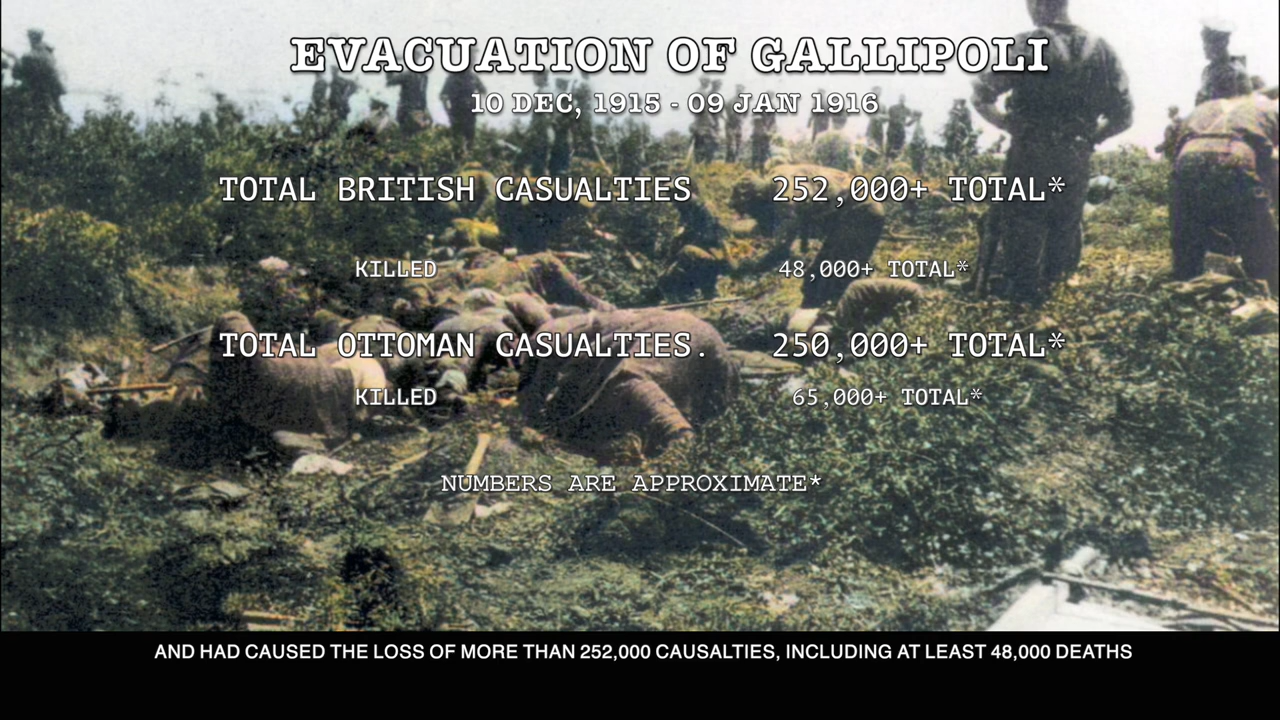 EVACUATION OF GALLIPOLI
10 DEC, 1915 - 09 JAN 1916
TOTAL BRITISH CASUALTIES 252,000+ TOTAL*
KILLED 48,000+ TOTAL*
TOTAL OTTOMAN CASUALTIES. 250,000+ TOTAL*
KILLED 65,000+ TOTAL*
NUMBERS ARE APPROXIMATE*
AND HAD CAUSED THE LOSS OF MORE THAN 252,000 CAUSALTIES, INCLUDING AT LEAST 48,000 DEATHS